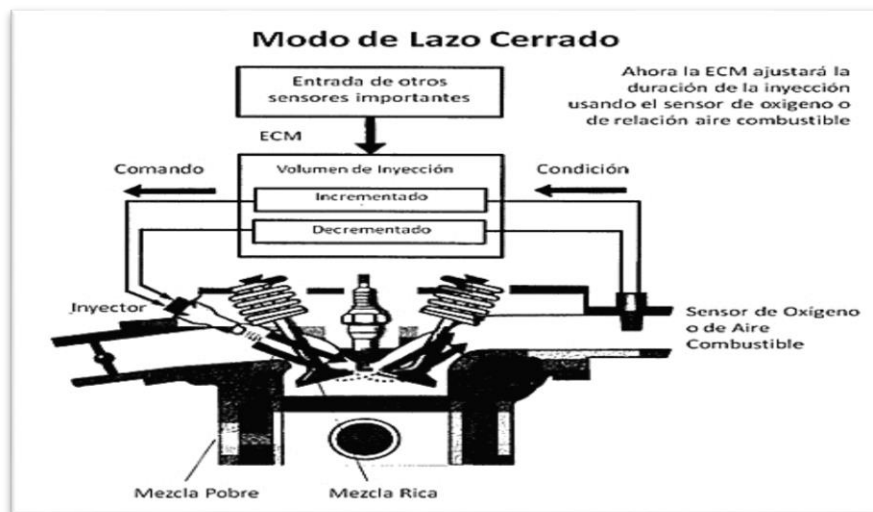 Modo de Lazo Cerrado
Entrada de otros
sensores importantes
Ahora la ECM ajustará la
duración de la inyección
usando el sensor de oxigeno o
de relación aire combustible
ECM
Comando
Volumen de Inyección
Condición
Incrementado
Decrementado
Inyector
Sensor de Oxígeno
o de Aire
Combustible
Mezcla Pobre
Mezcla Rica